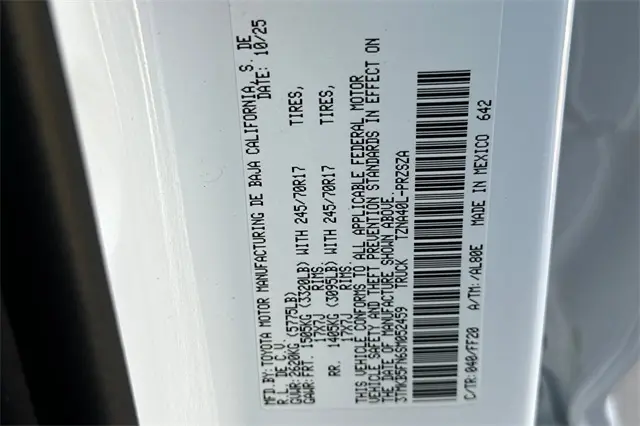 MFD. BY: TOYOTA MOTOR MANUFACTURING DE BAJA CALIFORNIA, S. DE
R.L. DE C.V. DATE: 10/25
GVWR: 2620KG (5775LB)
GAWR: FRT. 1505KG (3320LB) WITH 245/70R17 TIRES,
17X7J RIMS
RR. 1405KG (3095LB) WITH 245/70R17 TIRES,
17X7J RIMS
THIS VEHICLE CONFORMS TO ALL APPLICABLE FEDERAL MOTOR
VEHICLE SAFETY AND THEFT PREVENTION STANDARDS IN EFFECT ON
THE DATE OF MANUFACTURE SHOWN ABOVE.
3TMKB5FN6SM052459 TRUCK TZNA40L-PRZSZA
C/TR: 040/FF20 A/TM: /AL80E MADE IN MEXICO 642